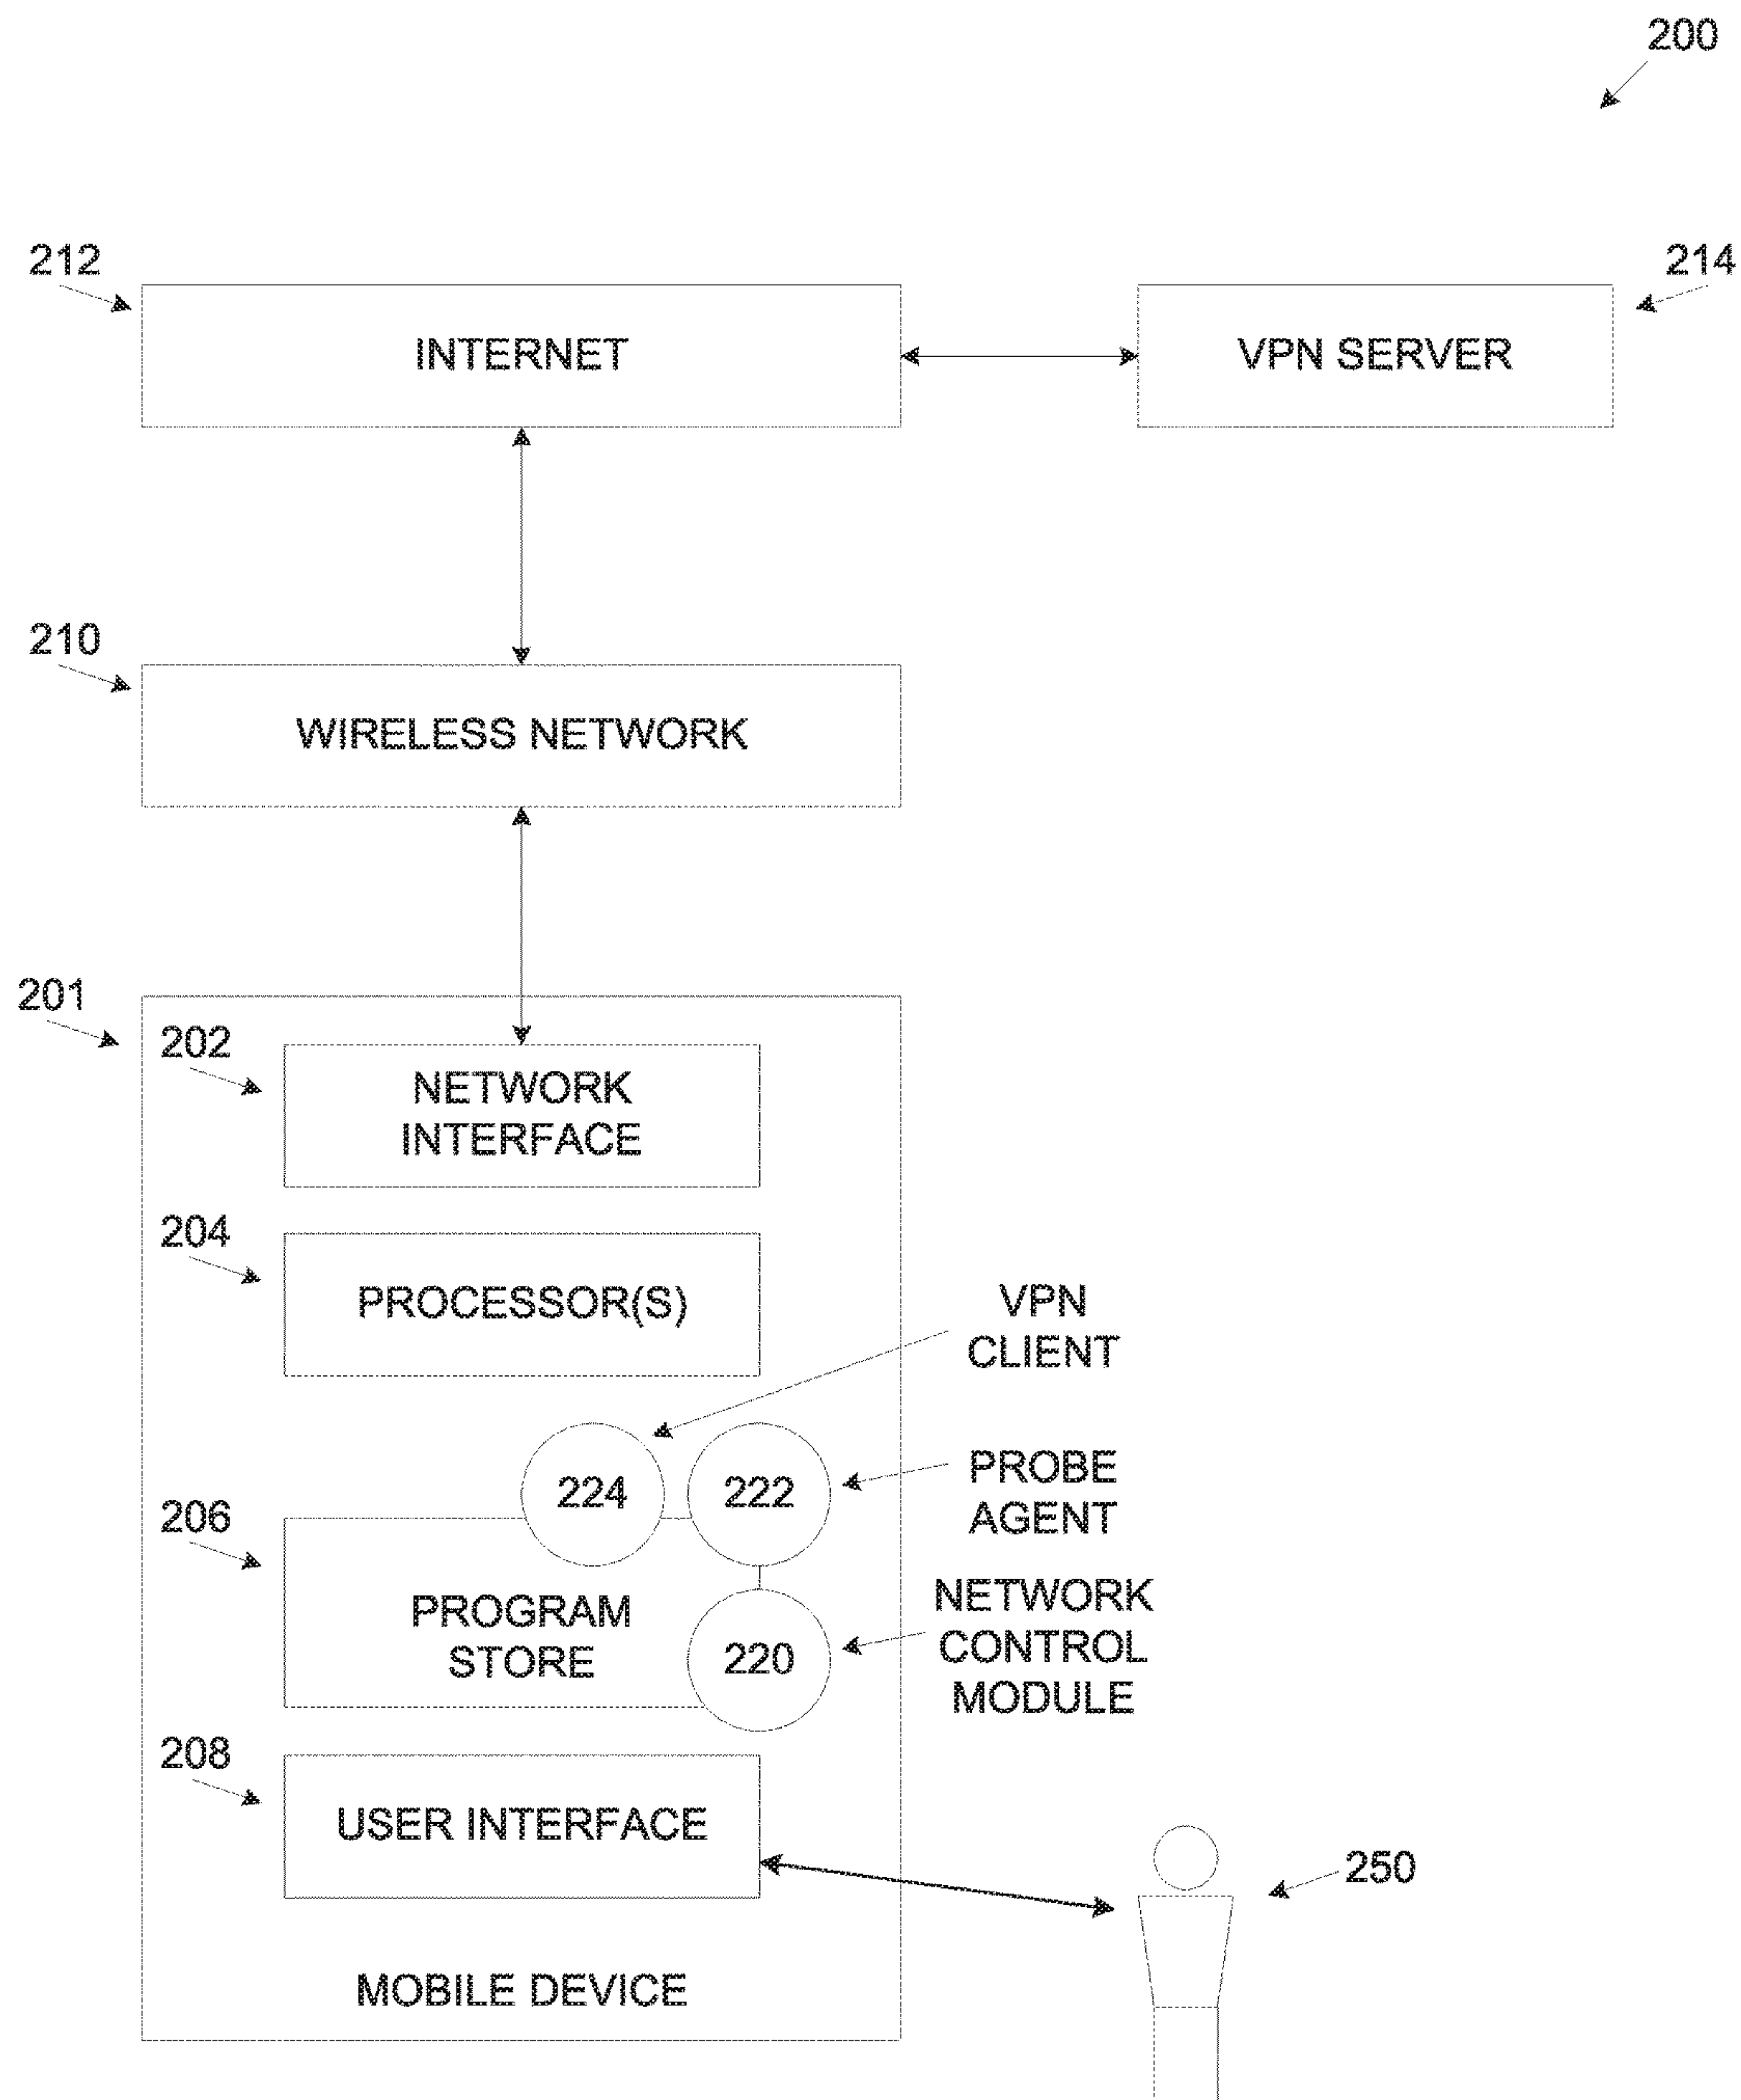 200
212
214
INTERNET
VPN SERVER
210
WIRELESS NETWORK
201
202
NETWORK
INTERFACE
204
PROCESSOR(S)
VPN
CLIENT
224
222
PROBE
AGENT
206
PROGRAM
STORE
220
NETWORK
CONTROL
MODULE
208
USER INTERFACE
250
MOBILE DEVICE